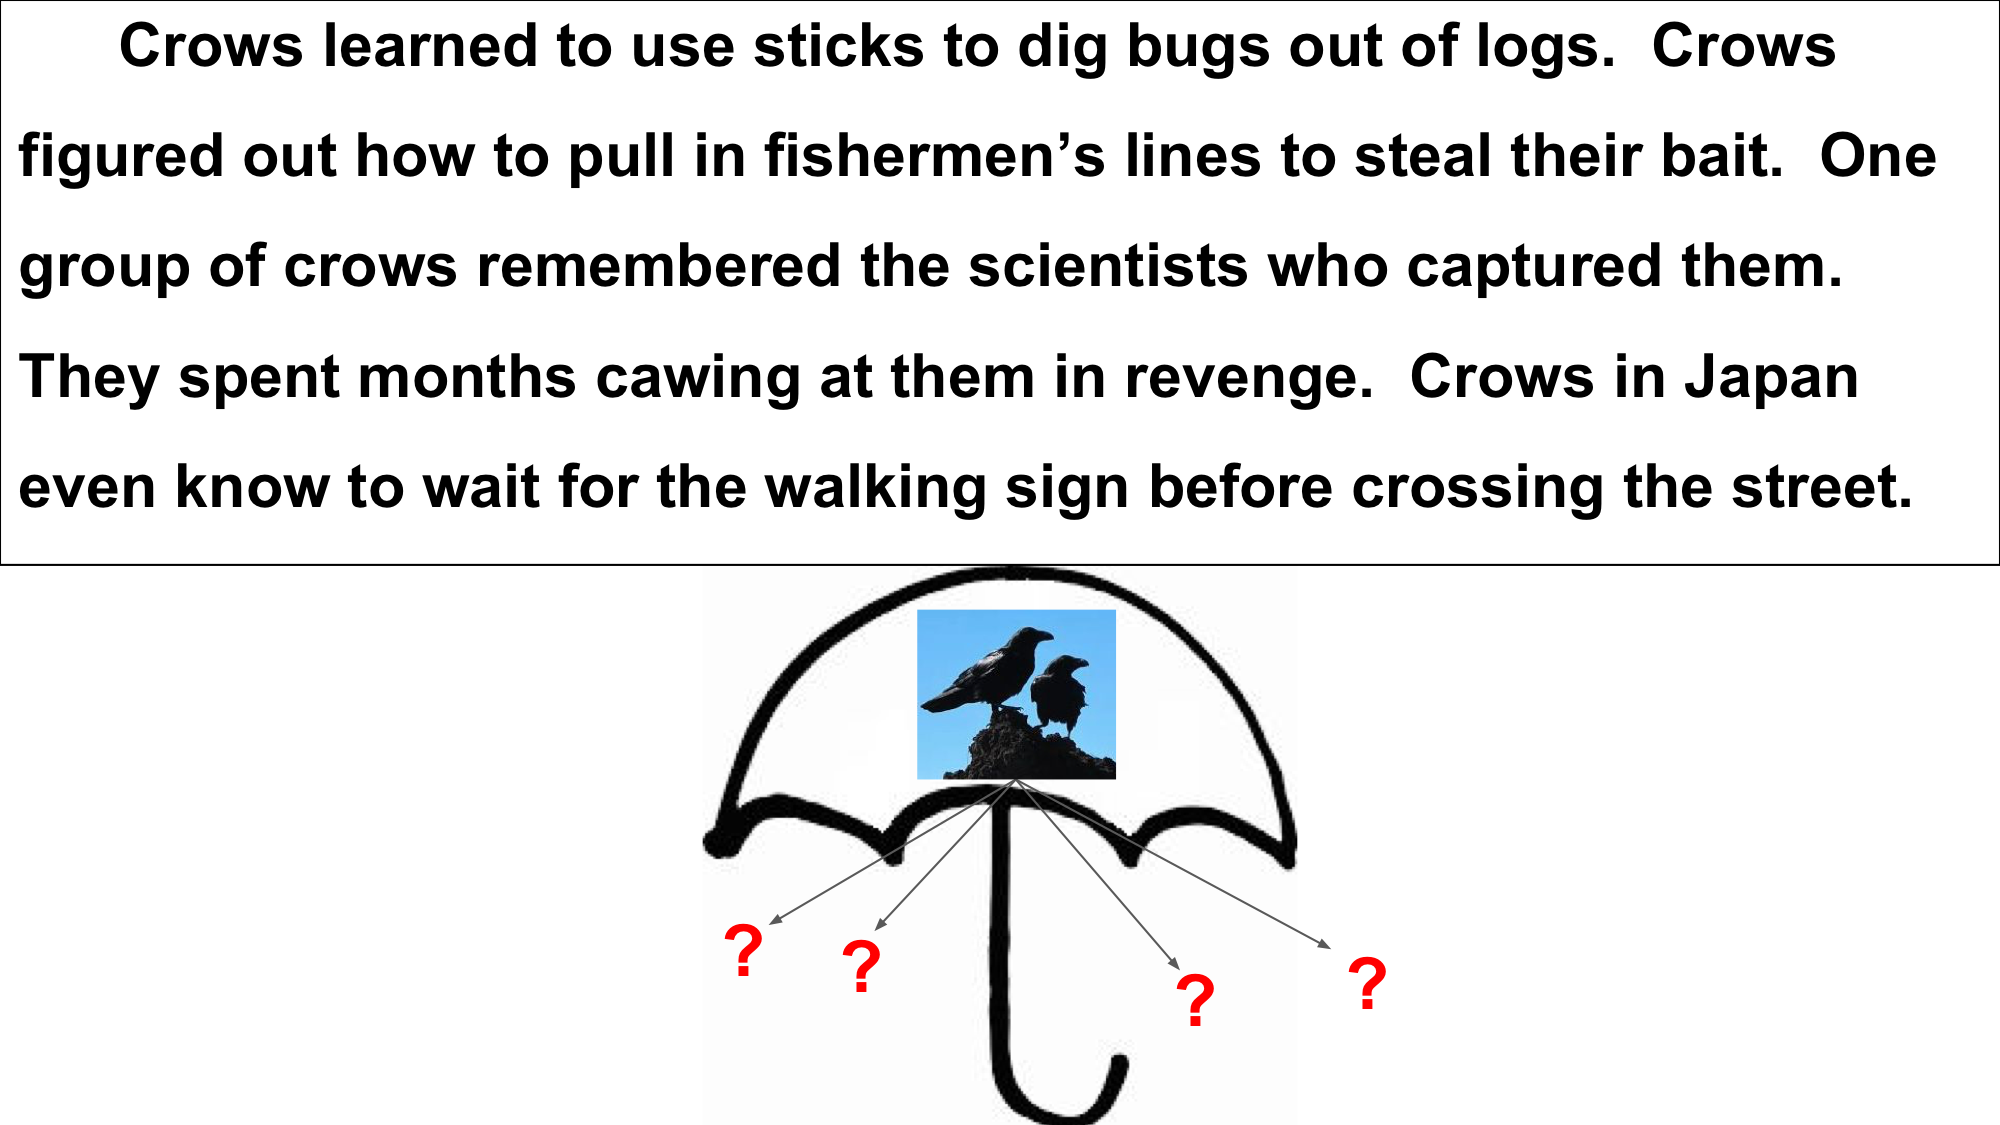 Crows learned to use sticks to dig bugs out of logs.  Crows
figured out how to pull in fishermen’s lines to steal their bait.  One
group of crows remembered the scientists who captured them.
They spent months cawing at them in revenge.  Crows in Japan
even know to wait for the walking sign before crossing the street.
? ? ? ?